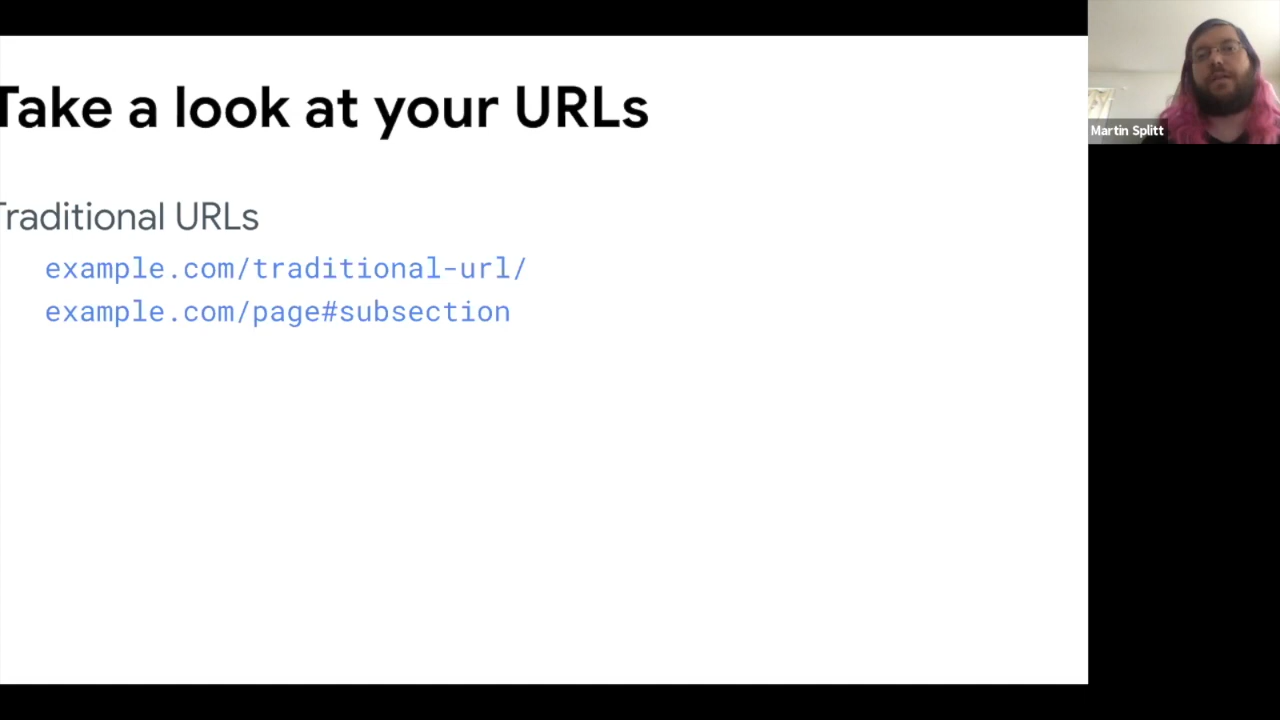 Take a look at your URLs
Traditional URLs
example.com/traditional-url/
example.com/page#subsection
Martin Splitt